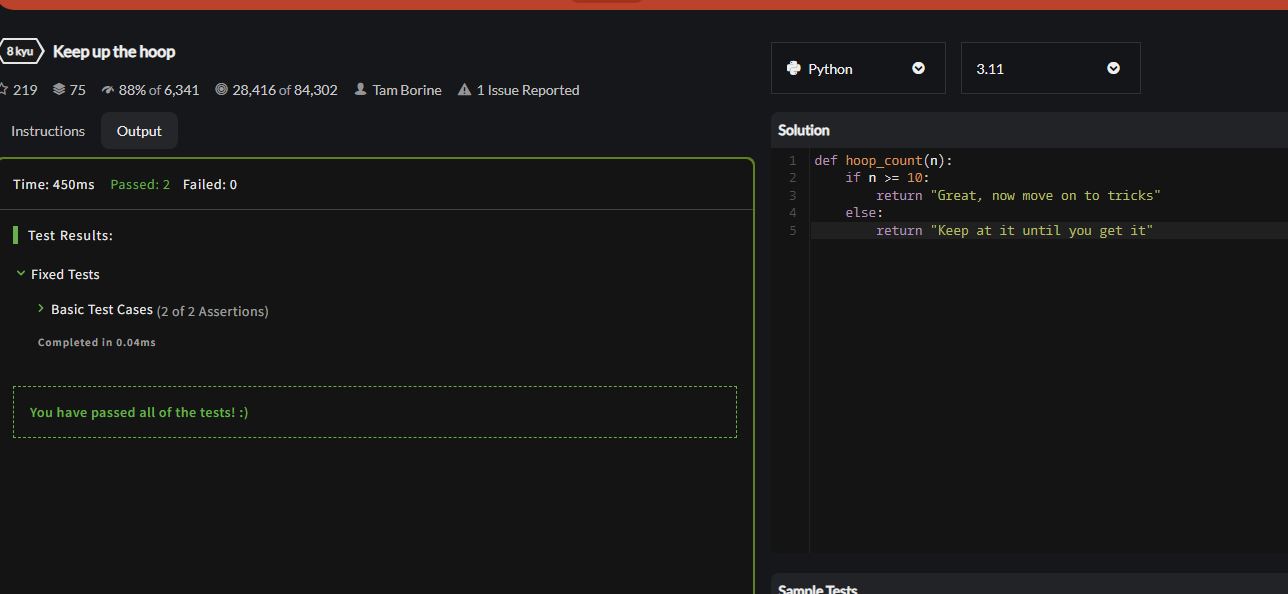 8 kyu Keep up the hoop
219 75 88% of 6,341 28,416 of 84,302 Tam Borine 1 Issue Reported
Instructions Output
Time: 450ms Passed: 2 Failed: 0
Test Results:
Fixed Tests
Basic Test Cases (2 of 2 Assertions)
Completed in 0.04ms
You have passed all of the tests! :)
Python 3.11
Solution
1 def hoop_count(n):
2     if n >= 10:
3         return "Great, now move on to tricks"
4     else:
5         return "Keep at it until you get it"
Sample Tests